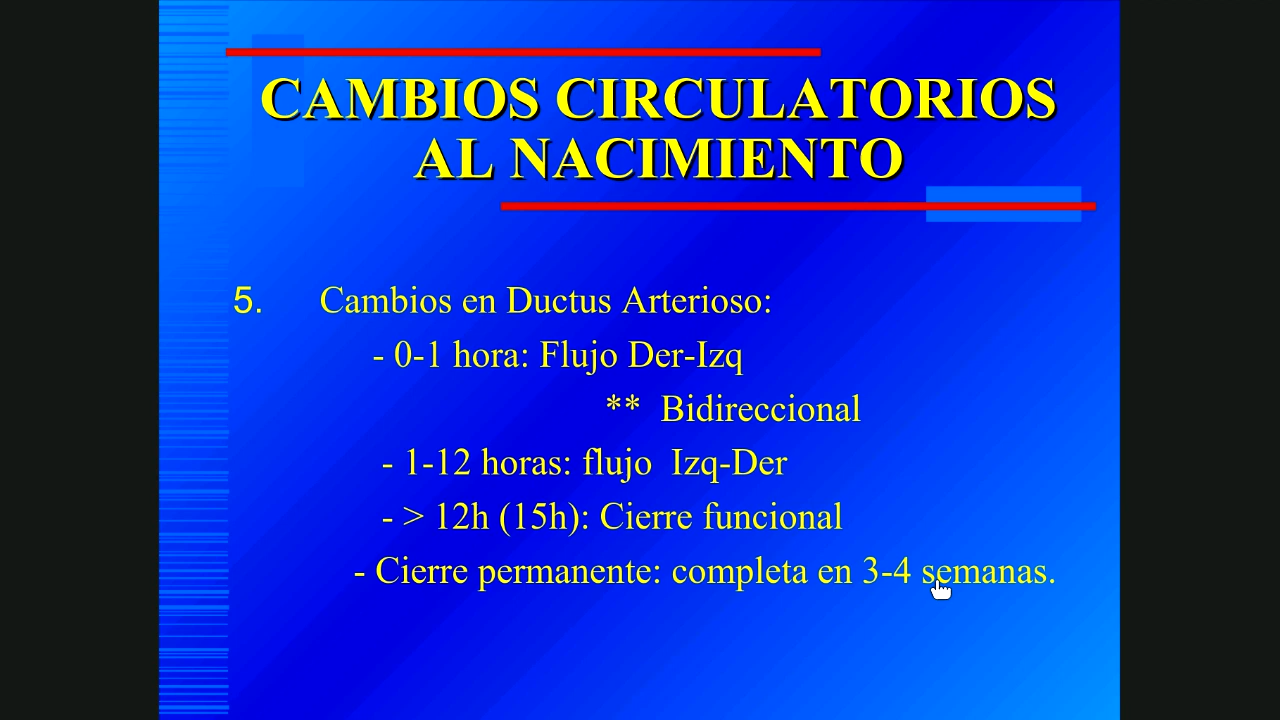 CAMBIOS CIRCULATORIOS
AL NACIMIENTO
5. Cambios en Ductus Arterioso:
- 0-1 hora: Flujo Der-Izq
** Bidireccional
- 1-12 horas: flujo Izq-Der
- > 12h (15h): Cierre funcional
- Cierre permanente: completa en 3-4 semanas.